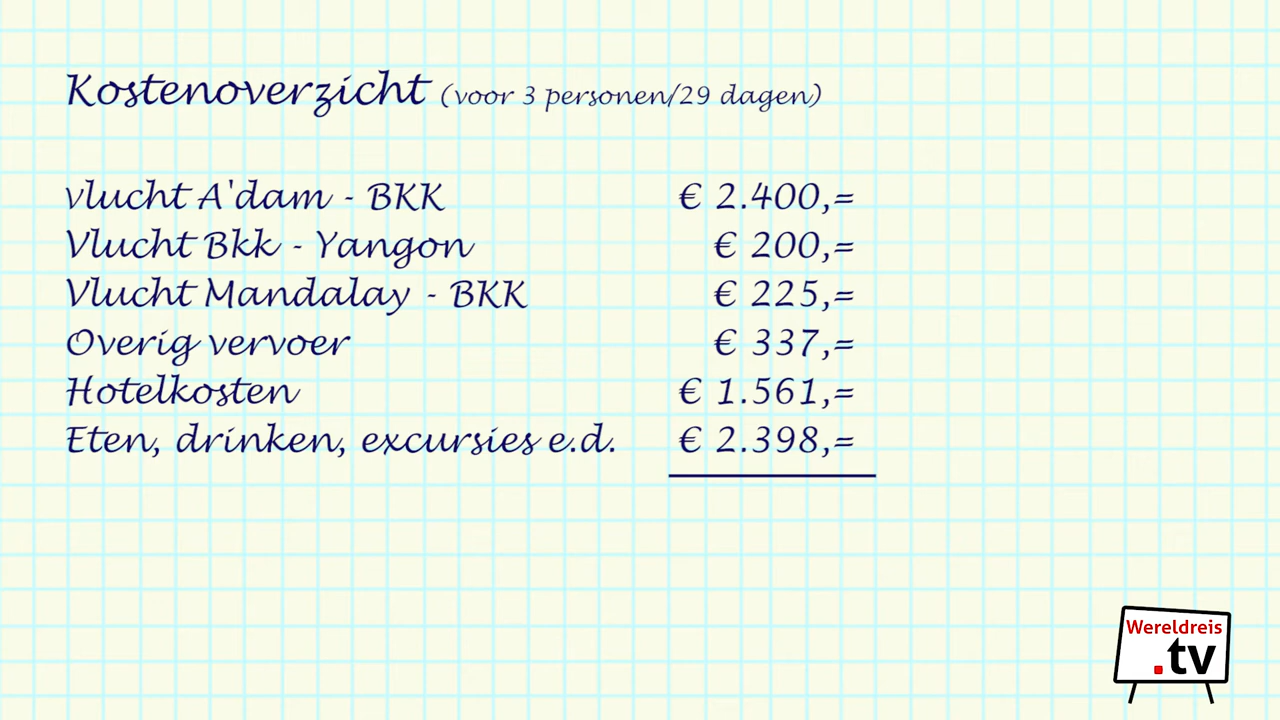 Kostenoverzicht (voor 3 personen/29 dagen)
vlucht A'dam - BKK € 2.400,=
Vlucht Bkk - Yangon € 200,=
Vlucht Mandalay - BKK € 225,=
Overig vervoer € 337,=
Hotelkosten € 1.561,=
Eten, drinken, excursies e.d. € 2.398,=
Wereldreis
.tv